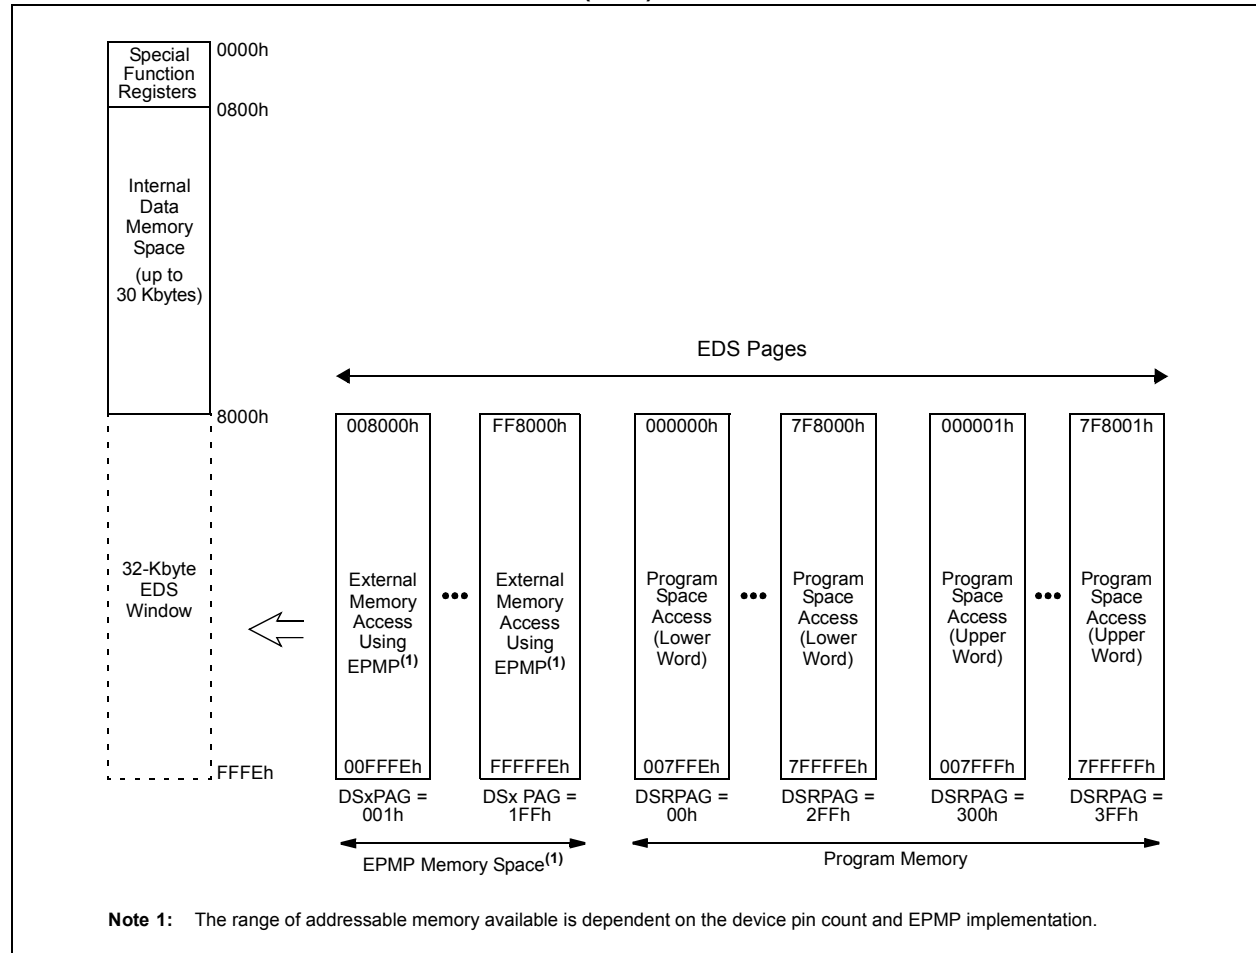 Special
Function
Registers
0000h
0800h
Internal
Data
Memory
Space
(up to
30 Kbytes)
EDS Pages
8000h
008000h
FF8000h
000000h
7F8000h
000001h
7F8001h
32-Kbyte
EDS
Window
External
Memory
Access
Using
EPMP(1)
•••
External
Memory
Access
Using
EPMP(1)
Program
Space
Access
(Lower
Word)
•••
Program
Space
Access
(Lower
Word)
Program
Space
Access
(Upper
Word)
•••
Program
Space
Access
(Upper
Word)
FFFEh
00FFFEh
FFFFFEh
007FFEh
7FFFFEh
007FFFh
7FFFFFh
DSxPAG =
001h
DSx PAG =
1FFh
DSRPAG =
00h
DSRPAG =
2FFh
DSRPAG =
300h
DSRPAG =
3FFh
EPMP Memory Space(1)
Program Memory
Note 1: The range of addressable memory available is dependent on the device pin count and EPMP implementation.